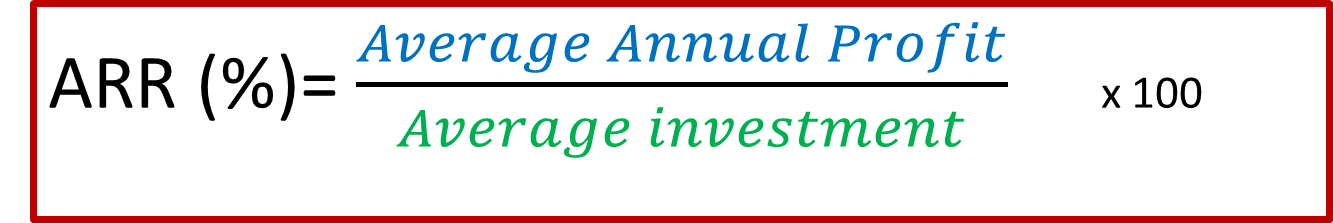 ARR (%)= Average Annual Profit x 100
Average investment